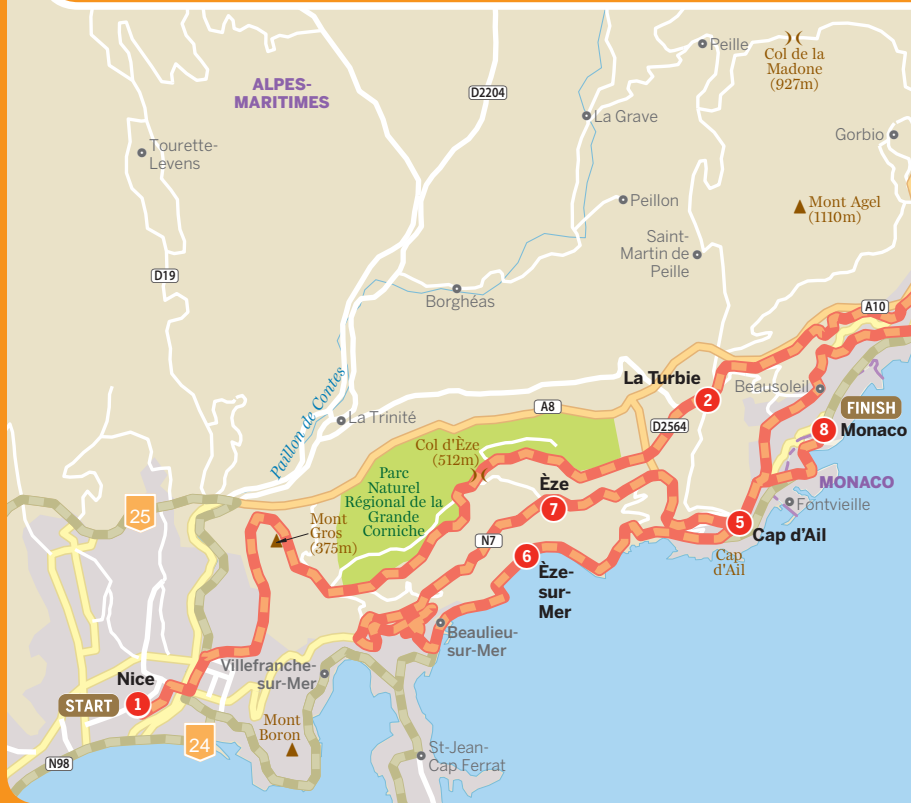 Peille
Col de la
Madone
(927m)
ALPES-
MARITIMES
D2204
La Grave
Gorbio
Tourette-
Levens
Peillon
Mont Agel
(1110m)
Saint-
Martin de
Peille
D19
Borghéas
A10
La Turbie
2
Beausoleil
Paillon de Contes
A8
FINISH
La Trinité
D2564
8
Monaco
Col d'Èze
(512m)
Parc
Naturel
Régional de la
Grande
Corniche
Èze
7
MONACO
Fontvieille
25
Mont
Gros
(375m)
5
Cap d'Ail
N7
6
Èze-
sur-
Mer
Cap
d'Ail
Beaulieu-
sur-Mer
Villefranche-
sur-Mer
Nice
START
1
Mont
Boron
24
St-Jean-
Cap Ferrat
N98